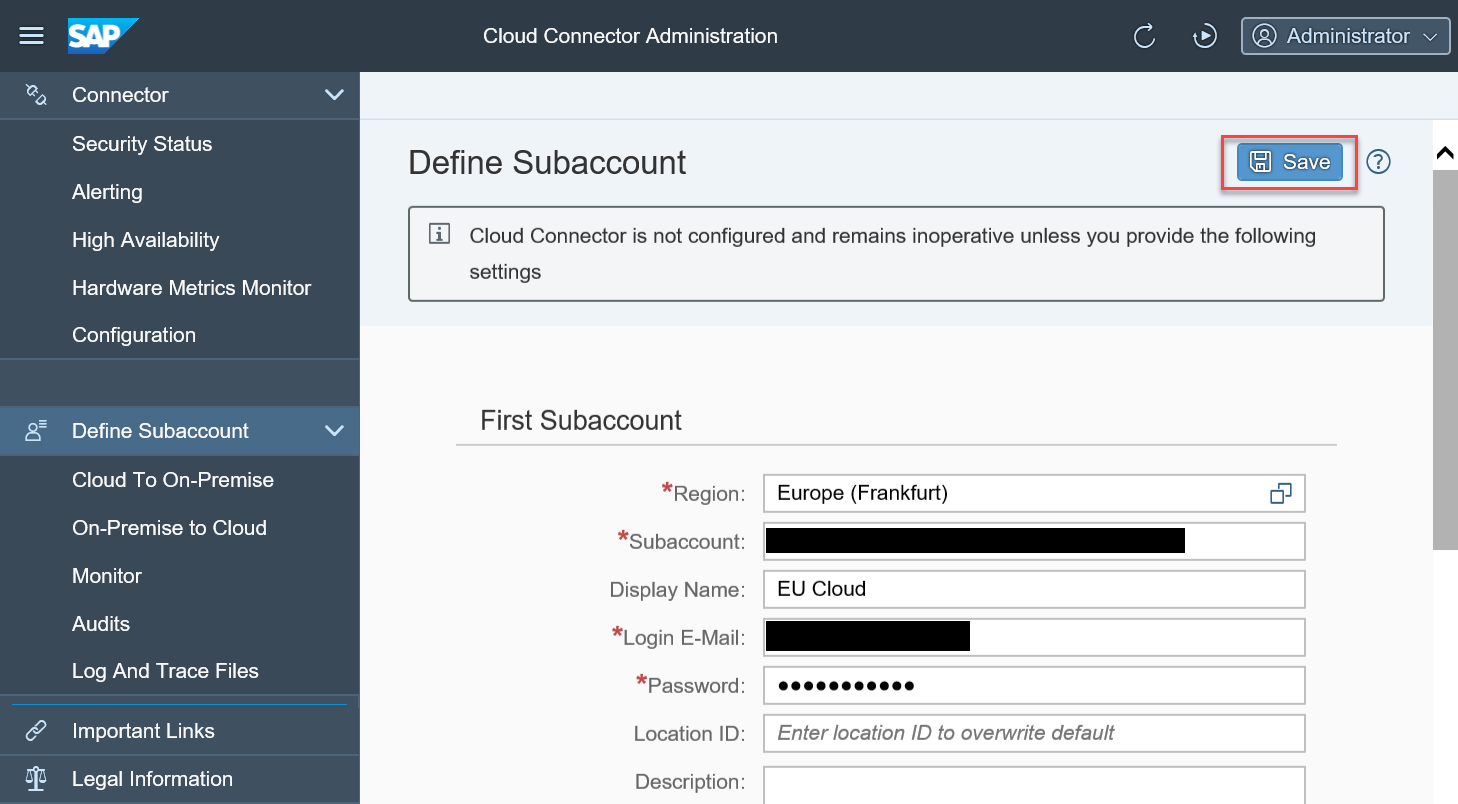 SAP
Cloud Connector Administration
Administrator
Connector
Security Status
Alerting
High Availability
Hardware Metrics Monitor
Configuration
Define Subaccount
Cloud To On-Premise
On-Premise to Cloud
Monitor
Audits
Log And Trace Files
Important Links
Legal Information
Define Subaccount
Save
?
i
Cloud Connector is not configured and remains inoperative unless you provide the following
settings
First Subaccount
*Region: Europe (Frankfurt)
*Subaccount:
Display Name: EU Cloud
*Login E-Mail:
*Password: ●●●●●●●●●●●
Location ID: Enter location ID to overwrite default
Description: